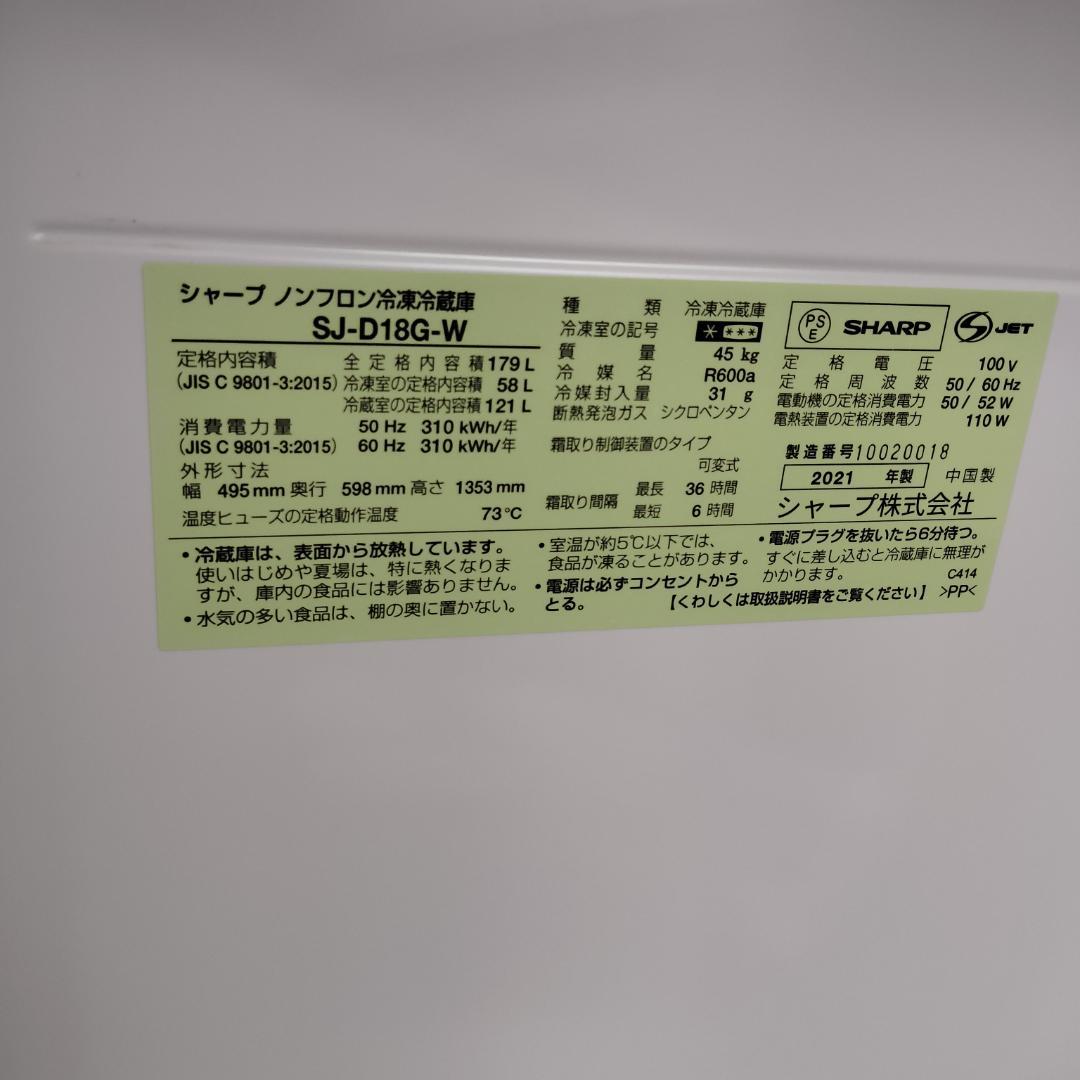 シャープ ノンフロン冷凍冷蔵庫
SJ-D18G-W
定格内容積 全定格内容積 179 L
(JIS C 9801-3:2015) 冷凍室の定格内容積 58 L
冷蔵室の定格内容積 121 L
消費電力量 50 Hz 310 kWh/年
(JIS C 9801-3:2015) 60 Hz 310 kWh/年
外形寸法
幅 495 mm 奥行 598 mm 高さ 1353 mm
温度ヒューズの定格動作温度 73℃
種類 冷凍冷蔵庫
冷凍室の記号 * ***
質量 45 kg
冷媒名 R600a
冷媒封入量 31 g
断熱発泡ガス シクロペンタン
霜取り制御装置のタイプ
可変式
霜取り間隔 最長 36 時間
最短 6 時間
PSE SHARP S JET
定格電圧 100 V
定格周波数 50 / 60 Hz
電動機の定格消費電力 50 / 52 W
電熱装置の定格消費電力 110 W
製造番号 10020018
2021 年製 中国製
シャープ株式会社
・冷蔵庫は、表面から放熱しています。
使いはじめや夏場は、特に熱くなりま
すが、庫内の食品には影響ありません。
・水気の多い食品は、棚の奥に置かない。
・室温が約5℃以下では、
食品が凍ることがあります。
・電源は必ずコンセントから
とる。
・電源プラグを抜いたら6分待つ。
すぐに差し込むと冷蔵庫に無理が
かかります。 C414
【くわしくは取扱説明書をご覧ください】 >PP<